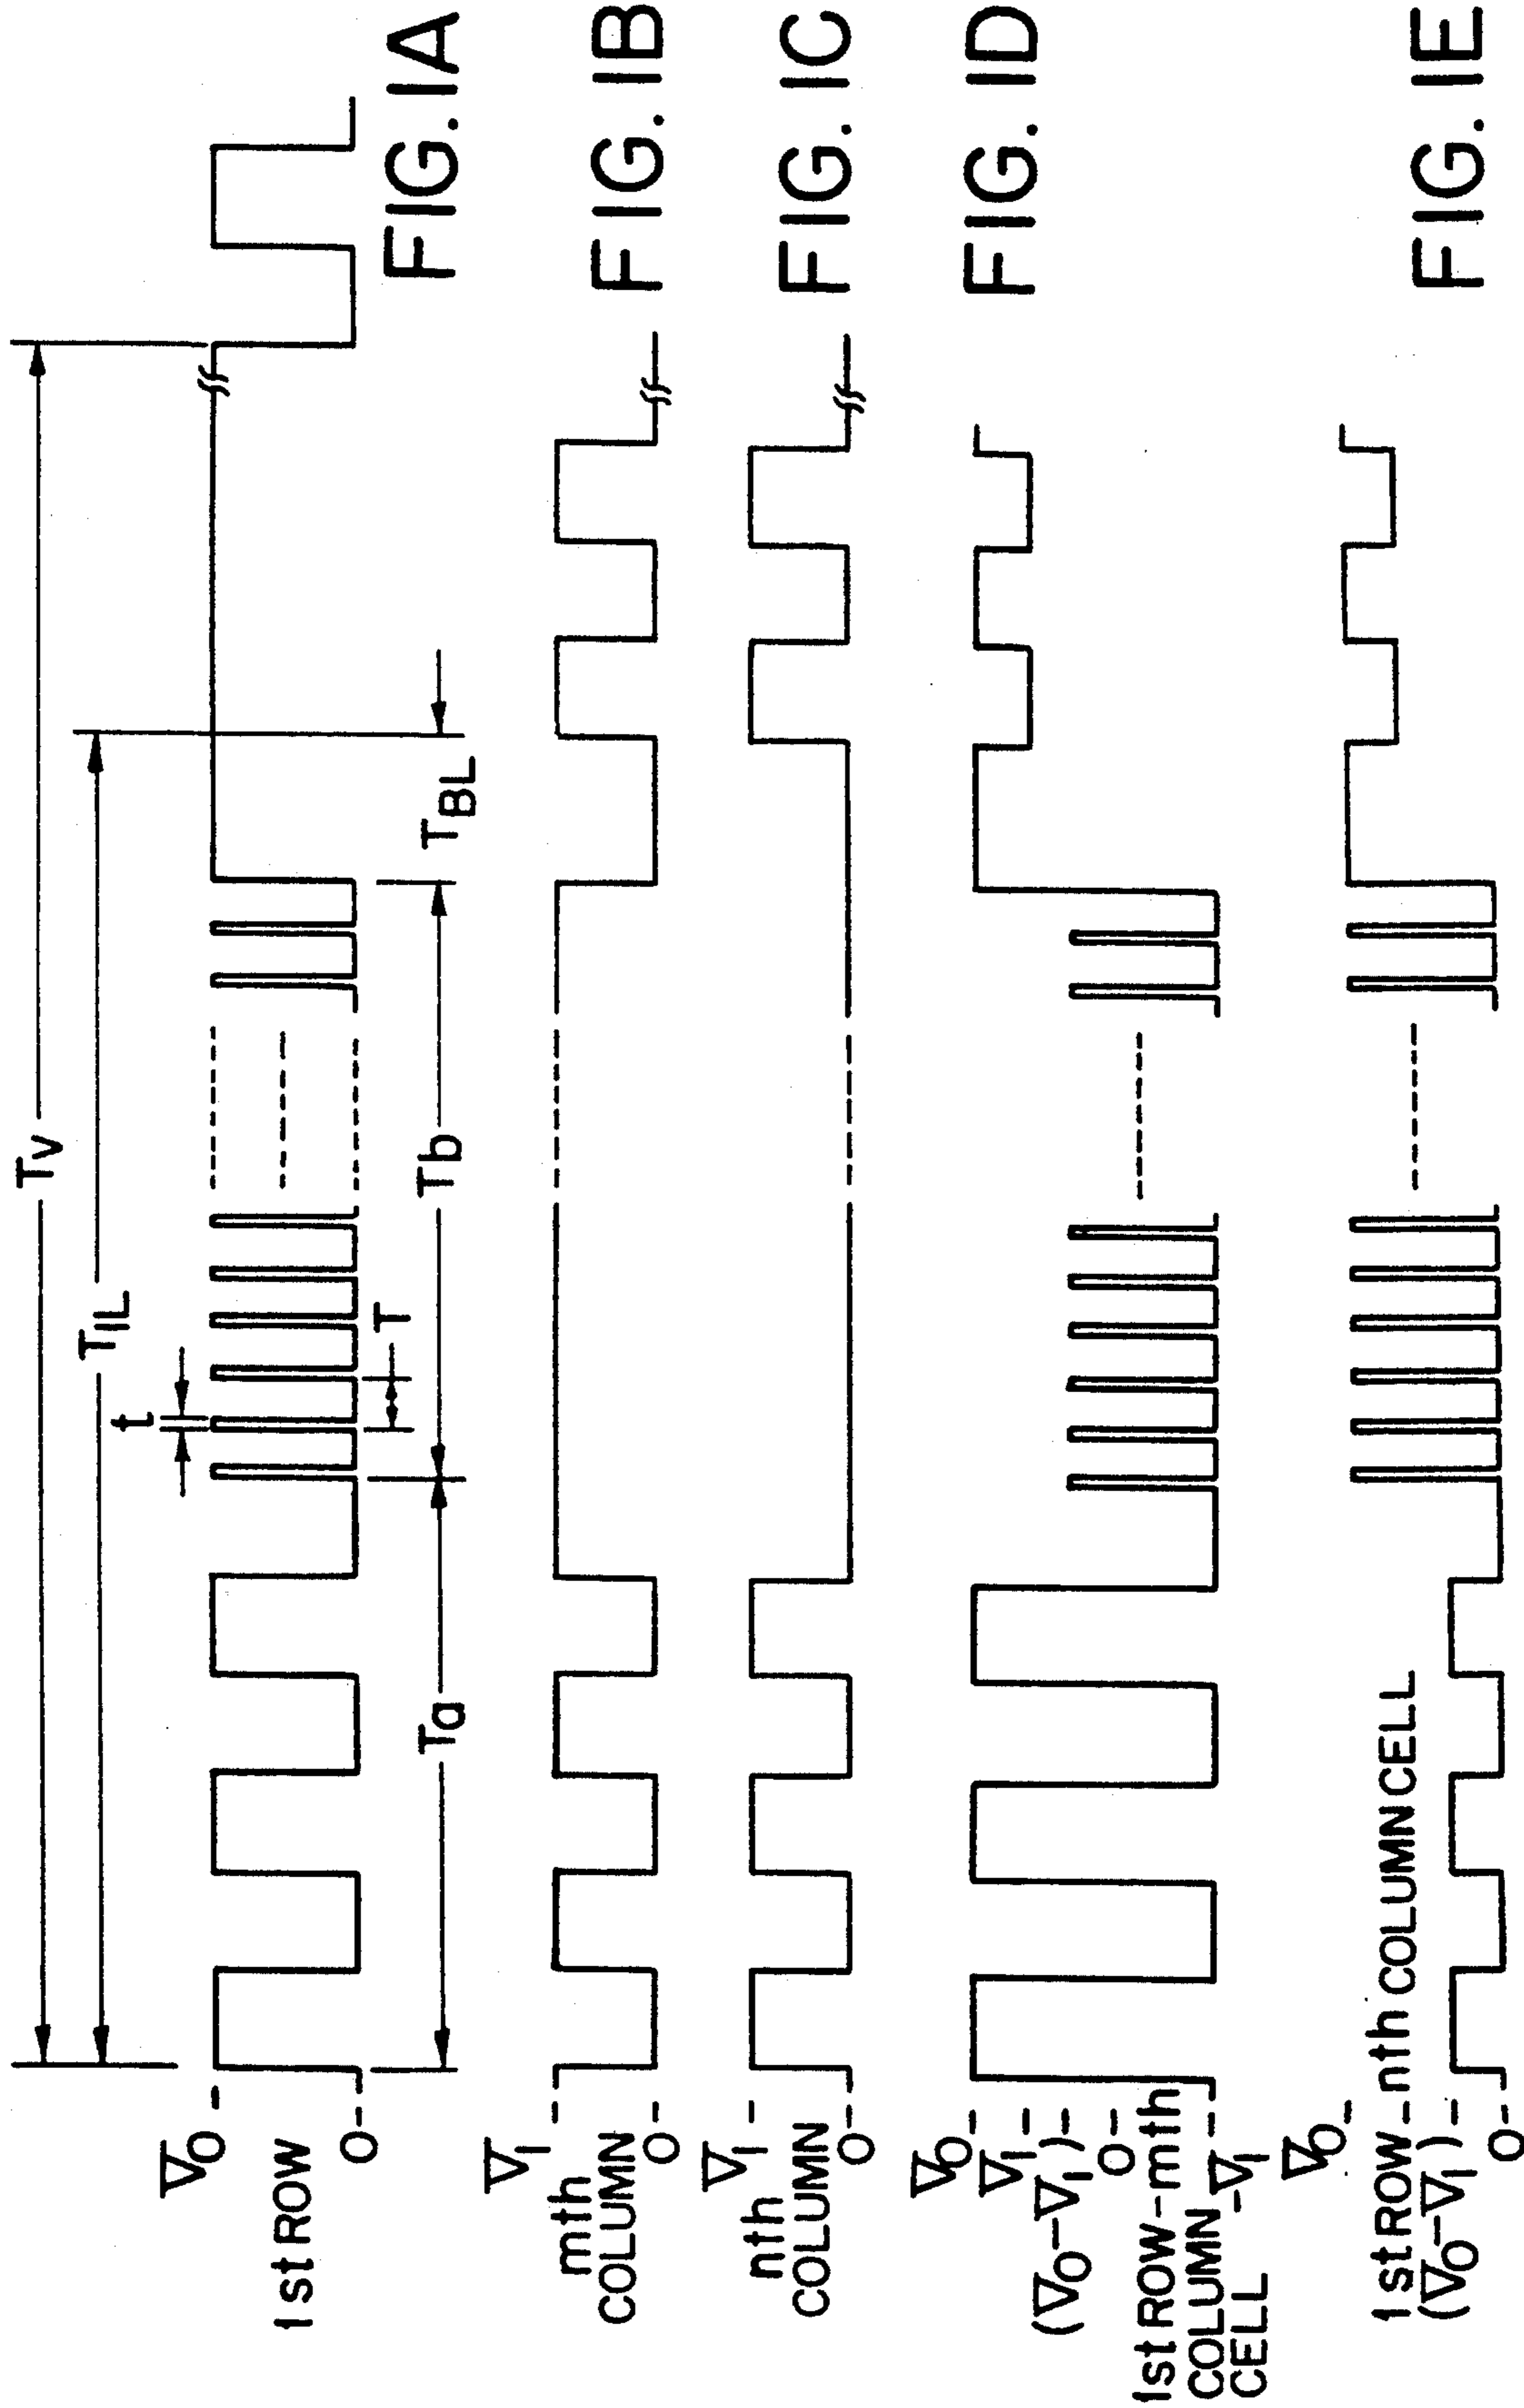 Tv
TIL
t
T
Ta
Tb
TBL
V0
1st ROW
0
FIG. 1A
V1
mth
COLUMN
0
FIG. 1B
V1
nth
COLUMN
0
FIG. 1C
V0
V1
(V0-V1)
0
1st ROW-mth
COLUMN
CELL
-V1
FIG. 1D
V0
1st ROW-nth COLUMN CELL
(V0-V1)
0
FIG. 1E